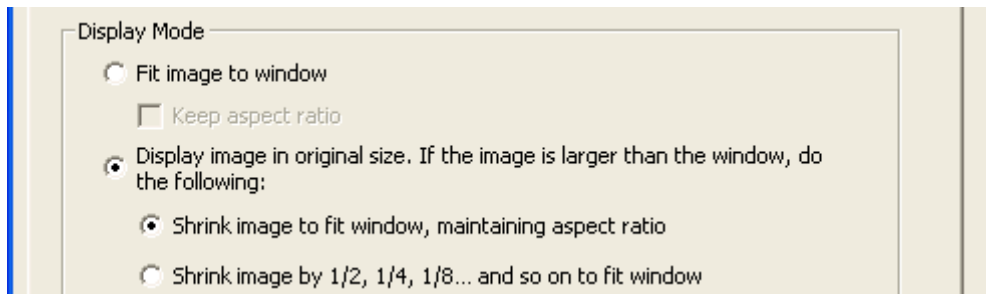 Display Mode
Fit image to window
Keep aspect ratio
Display image in original size. If the image is larger than the window, do
the following:
Shrink image to fit window, maintaining aspect ratio
Shrink image by 1/2, 1/4, 1/8... and so on to fit window